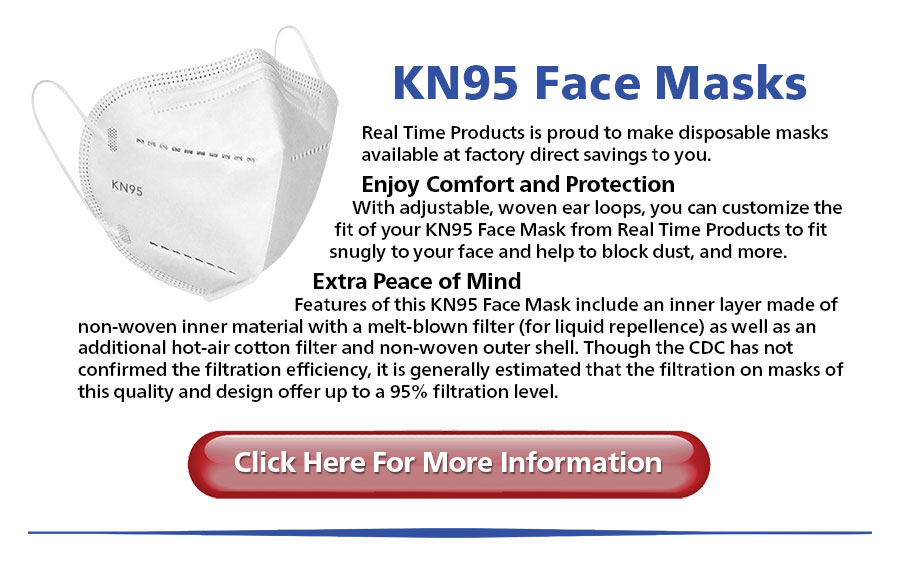 KN95 Face Masks
Real Time Products is proud to make disposable masks
available at factory direct savings to you.
Enjoy Comfort and Protection
With adjustable, woven ear loops, you can customize the
fit of your KN95 Face Mask from Real Time Products to fit
snugly to your face and help to block dust, and more.
KN95
Extra Peace of Mind
Features of this KN95 Face Mask include an inner layer made of
non-woven inner material with a melt-blown filter (for liquid repellence) as well as an
additional hot-air cotton filter and non-woven outer shell. Though the CDC has not
confirmed the filtration efficiency, it is generally estimated that the filtration on masks of
this quality and design offer up to a 95% filtration level.
Click Here For More Information